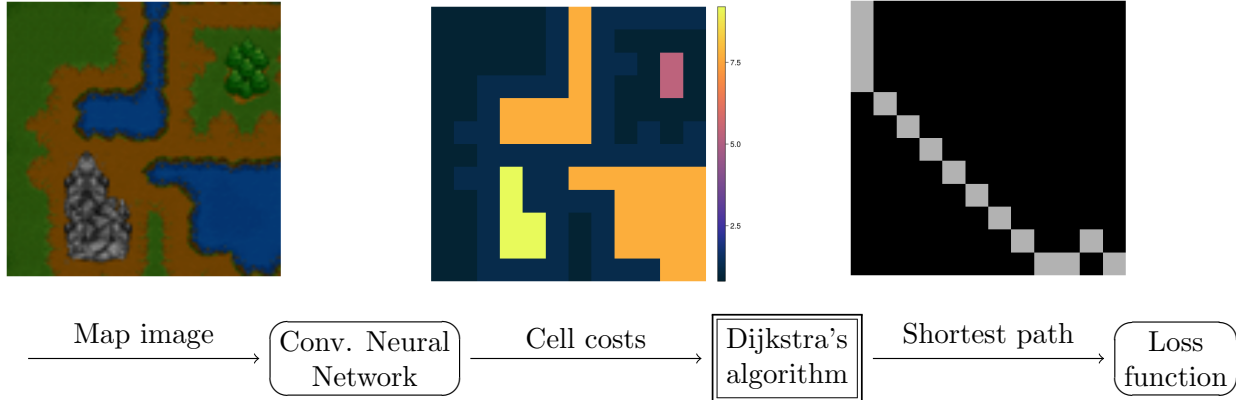 7.5
5.0
2.5
Map image
Conv. Neural
Network
Cell costs
Dijkstra's
algorithm
Shortest path
Loss
function